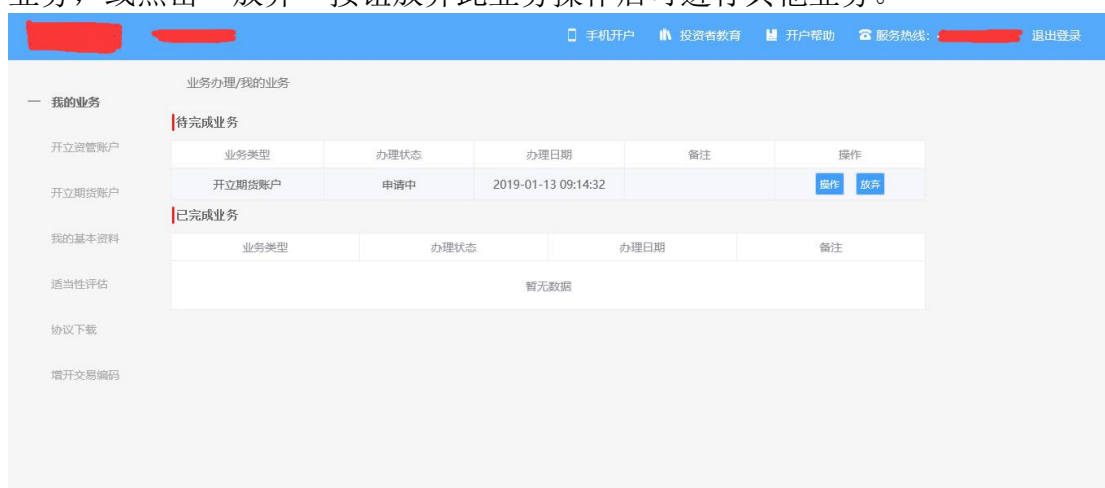 业务，或点击“放弃”按钮放弃此业务操作后可进行其他业务。
手机开户 投资者教育 开户帮助 服务热线: 退出登录
业务办理/我的业务
一 我的业务
待完成业务
开立资管账户
业务类型 办理状态 办理日期 备注 操作
开立期货账户 申请中 2019-01-13 09:14:32 操作 放弃
开立期货账户
已完成业务
我的基本资料
业务类型 办理状态 办理日期 备注
适当性评估
暂无数据
协议下载
增开交易编码